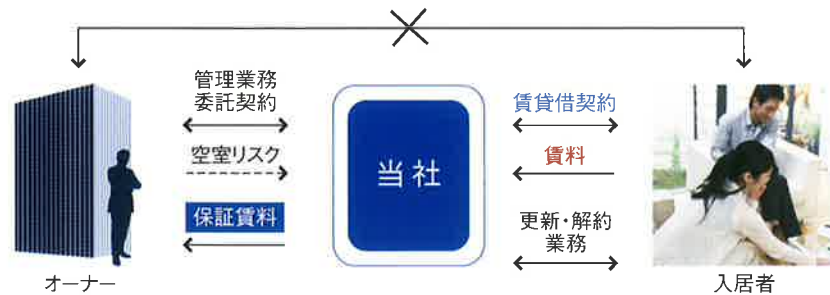 管理業務
委託契約
空室リスク
保証賃料
オーナー
当社
賃貸借契約
賃料
更新・解約
業務
入居者